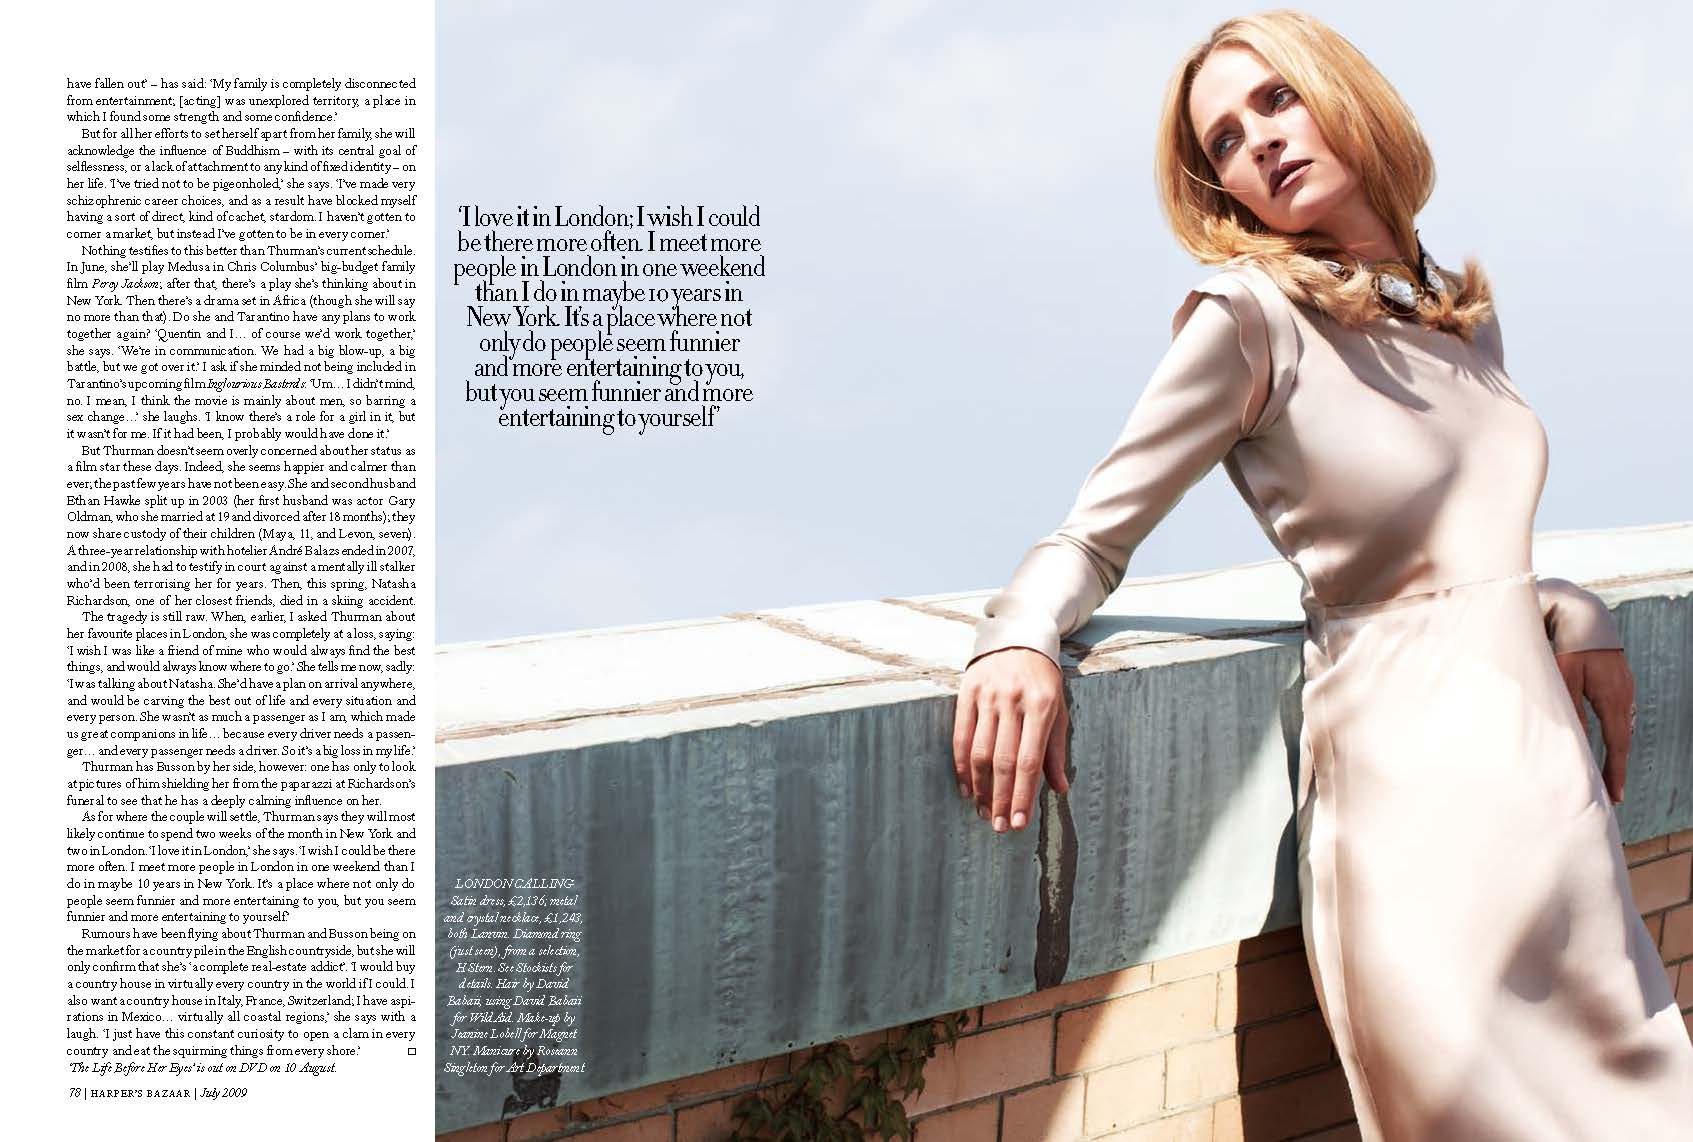 have fallen out' – has said: 'My family is completely disconnected
from entertainment; [acting] was unexplored territory, a place in
which I found some strength and some confidence.'
But for all her efforts to set herself apart from her family, she will
acknowledge the influence of Buddhism – with its central goal of
selflessness, or a lack of attachment to any kind of fixed identity – on
her life. 'I've tried not to be pigeonholed,' she says. 'I've made very
schizophrenic career choices, and as a result have blocked myself
having a sort of direct, kind of cachet, stardom. I haven't gotten to
corner a market, but instead I've gotten to be in every corner.'
Nothing testifies to this better than Thurman's current schedule.
In June, she'll play Medusa in Chris Columbus' big-budget family
film Percy Jackson; after that, there's a play she's thinking about in
New York. Then there's a drama set in Africa (though she will say
no more than that). Do she and Tarantino have any plans to work
together again? 'Quentin and I… of course we'd work together,'
she says. 'We're in communication. We had a big blow-up, a big
battle, but we got over it.' I ask if she minded not being included in
Tarantino's upcoming film Inglourious Basterds. 'Um… I didn't mind,
no. I mean, I think the movie is mainly about men, so barring a
sex change…' she laughs. 'I know there's a role for a girl in it, but
it wasn't for me. If it had been, I probably would have done it.'
But Thurman doesn't seem overly concerned about her status as
a film star these days. Indeed, she seems happier and calmer than
ever; the past few years have not been easy. She and second husband
Ethan Hawke split up in 2003 (her first husband was actor Gary
Oldman, who she married at 19 and divorced after 18 months); they
now share custody of their children (Maya, 11, and Levon, seven).
A three-year relationship with hotelier André Balazs ended in 2007,
and in 2008, she had to testify in court against a mentally ill stalker
who'd been terrorising her for years. Then, this spring, Natasha
Richardson, one of her closest friends, died in a skiing accident.
The tragedy is still raw. When, earlier, I asked Thurman about
her favourite places in London, she was completely at a loss, saying:
'I wish I was like a friend of mine who would always find the best
things, and would always know where to go.' She tells me now, sadly:
'I was talking about Natasha. She'd have a plan on arrival anywhere,
and would be carving the best out of life and every situation and
every person. She wasn't as much a passenger as I am, which made
us great companions in life… because every driver needs a passen-
ger… and every passenger needs a driver. So it's a big loss in my life.'
Thurman has Busson by her side, however: one has only to look
at pictures of him shielding her from the paparazzi at Richardson's
funeral to see that he has a deeply calming influence on her.
As for where the couple will settle, Thurman says they will most
likely continue to spend two weeks of the month in New York and
two in London. 'I love it in London,' she says. 'I wish I could be there
more often. I meet more people in London in one weekend than I
do in maybe 10 years in New York. It's a place where not only do
people seem funnier and more entertaining to you, but you seem
funnier and more entertaining to yourself.'
Rumours have been flying about Thurman and Busson being on
the market for a country pile in the English countryside, but she will
only confirm that she's 'a complete real-estate addict'. 'I would buy
a country house in virtually every country in the world if I could. I
also want a country house in Italy, France, Switzerland; I have aspi-
rations in Mexico… virtually all coastal regions,' she says with a
laugh. 'I just have this constant curiosity to open a clam in every
country and eat the squirming things from every shore.' □
'The Life Before Her Eyes' is out on DVD on 10 August.
78 | HARPER'S BAZAAR | July 2009
'I love it in London; I wish I could
be there more often. I meet more
people in London in one weekend
than I do in maybe 10 years in
New York. It's a place where not
only do people seem funnier
and more entertaining to you,
but you seem funnier and more
entertaining to yourself'
LONDON CALLING
Satin dress, £2,136; metal
and crystal necklace, £1,243,
both Lanvin. Diamond ring
(just seen), from a selection,
H Stern. See Stockists for
details. Hair by David
Babaii, using David Babaii
for WildAid. Make-up by
Jeanine Lobell for Magnet
NY. Manicure by Roseann
Singleton for Art Department